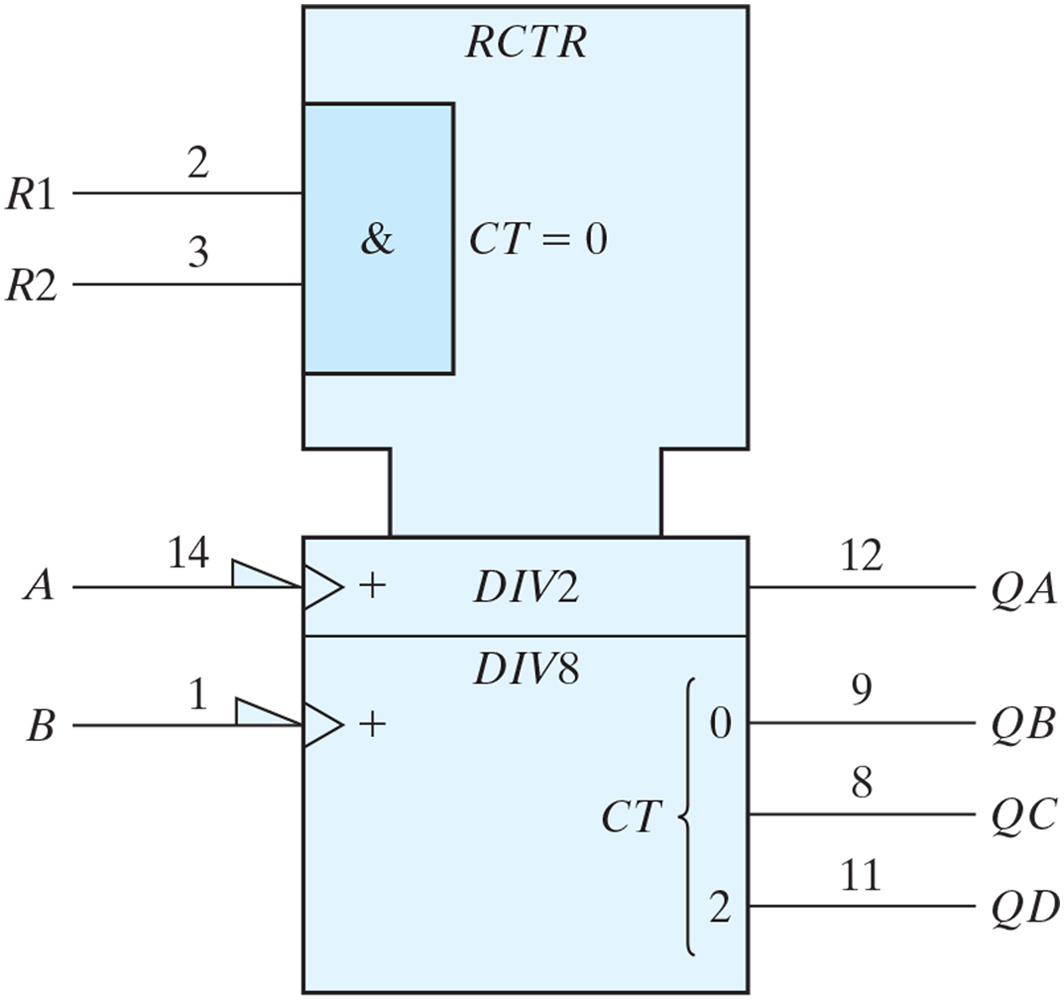 RCTR
2
R1
& CT = 0
3
R2
14
A + DIV2
12
QA
DIV8
1
B +
9
0 QB
8
CT QC
11
2 QD